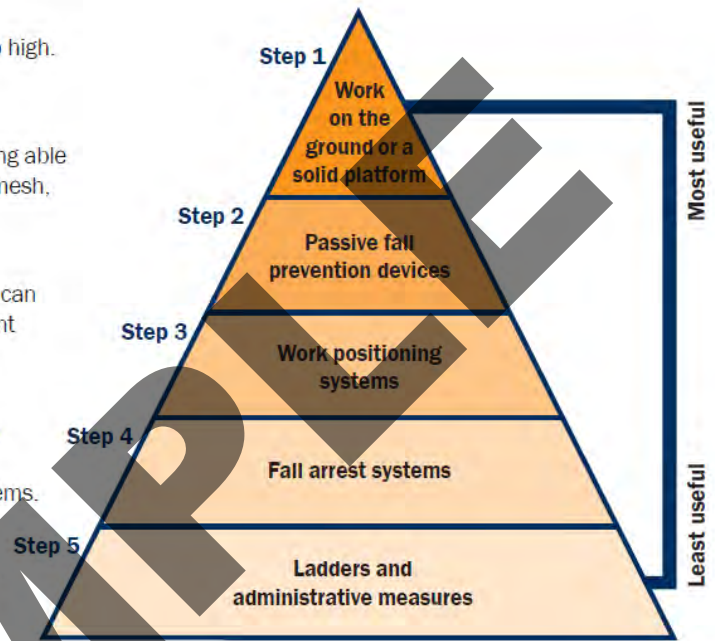 high.
ng able
nesh,
can
nt
ems.
Step 1
Work
on the
ground or a
solid platform
Step 2
Passive fall
prevention devices
Step 3
Work positioning
systems
Step 4
Fall arrest systems
Step 5
Ladders and
administrative measures
Most useful
Least useful
MPLE